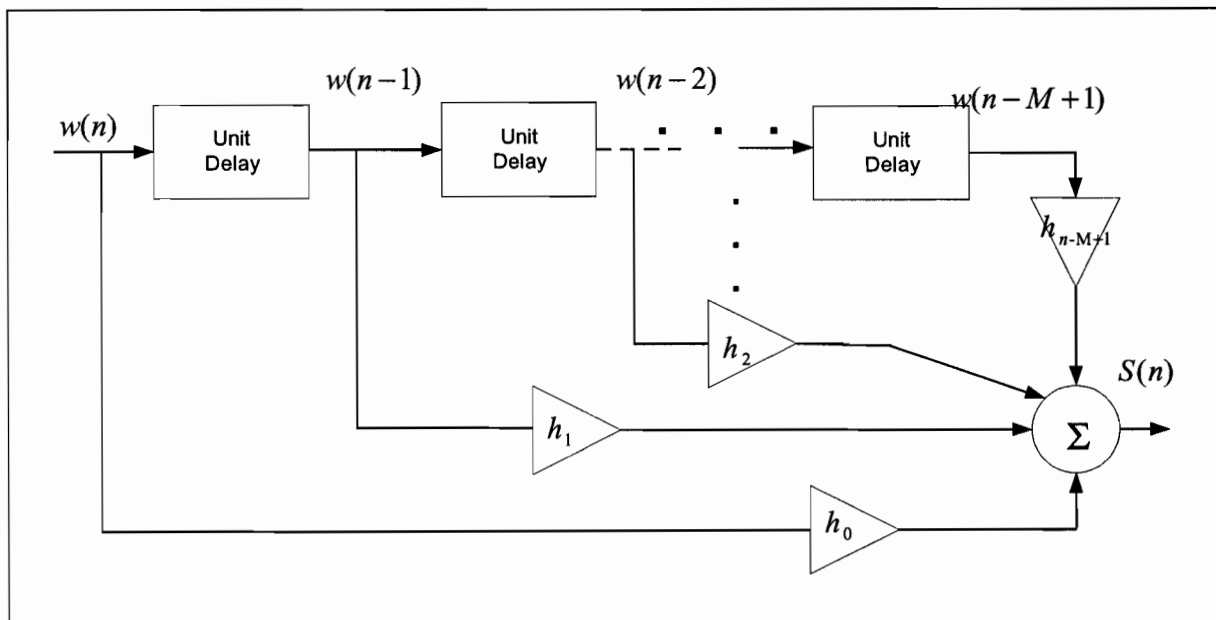 w(n)
Unit
Delay
w(n−1)
Unit
Delay
w(n−2)
Unit
Delay
w(n−M+1)
h_{n-M+1}
h_2
h_1
h_0
Σ
S(n)